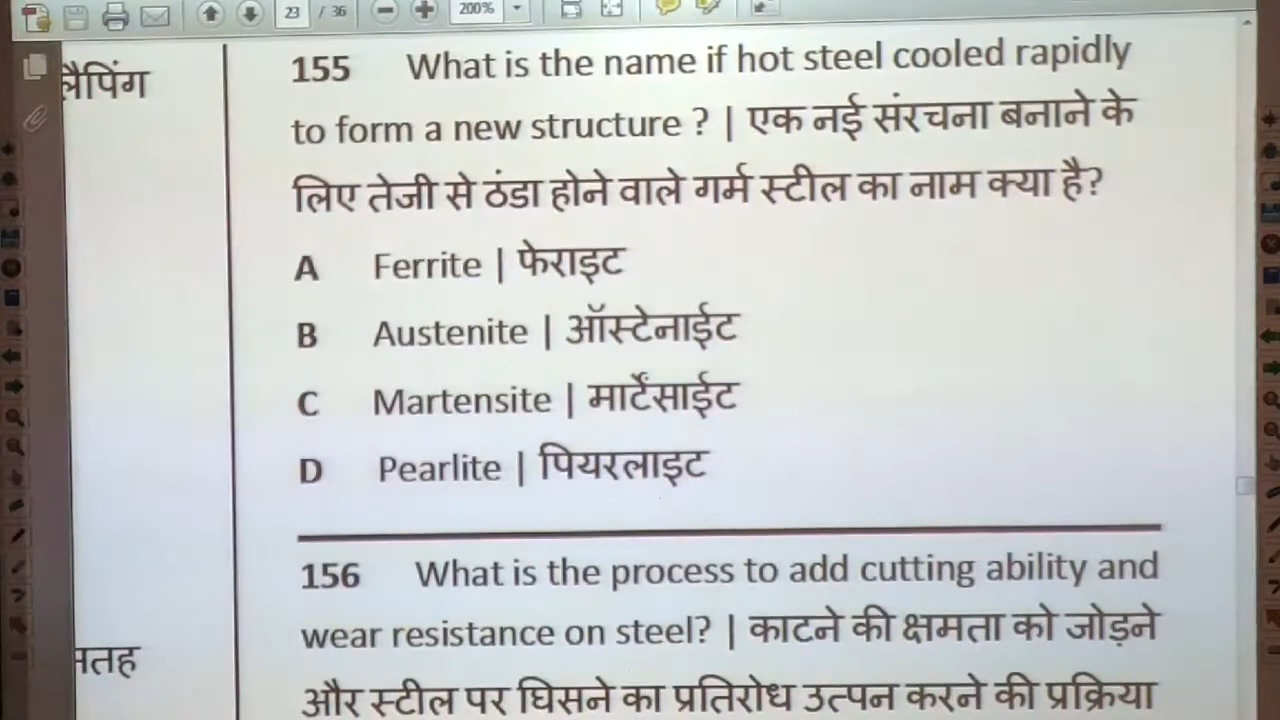 23 / 36
200%
लैपिंग
155 What is the name if hot steel cooled rapidly
to form a new structure ? | एक नई संरचना बनाने के
लिए तेजी से ठंडा होने वाले गर्म स्टील का नाम क्या है?
A Ferrite | फेराइट
B Austenite | ऑस्टेनाईट
C Martensite | मार्टेंसाईट
D Pearlite | पियरलाइट
156 What is the process to add cutting ability and
wear resistance on steel? | काटने की क्षमता को जोड़ने
सतह
और स्टील पर घिसने का प्रतिरोध उत्पन करने की प्रक्रिया